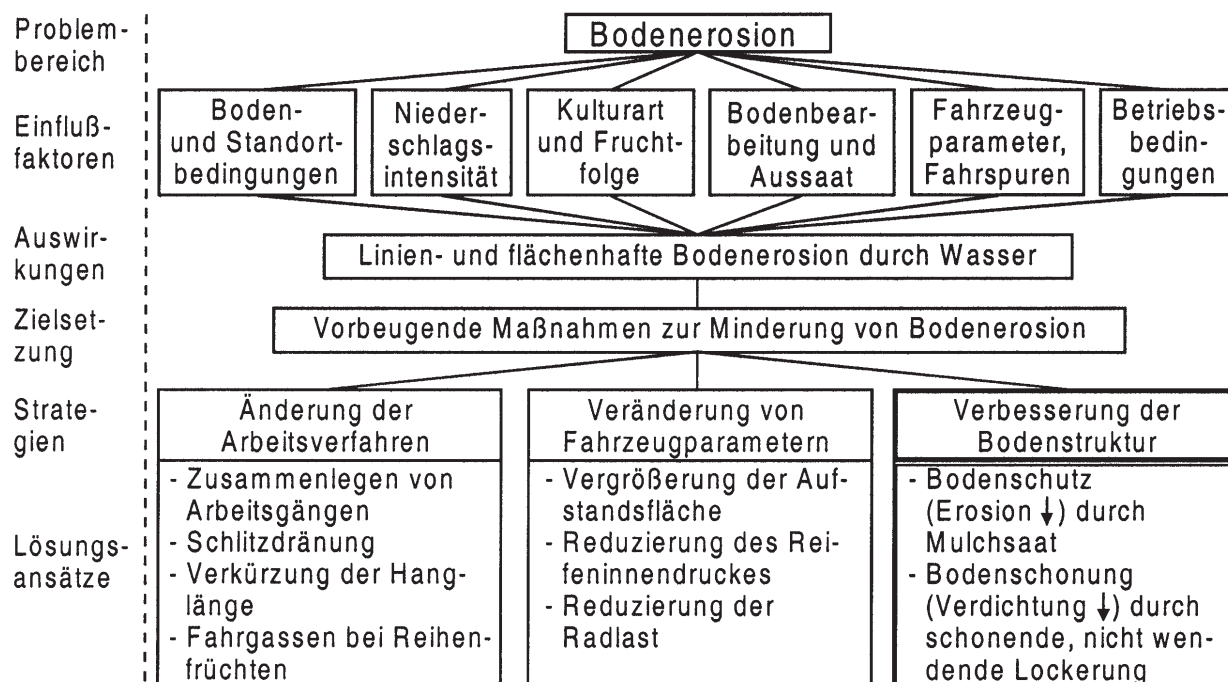 Problem-
bereich
Bodenerosion
Einfluß-
faktoren
Boden-
und Standort-
bedingungen
Nieder-
schlags-
intensität
Kulturart
und Frucht-
folge
Bodenbear-
beitung und
Aussaat
Fahrzeug-
parameter,
Fahrspuren
Betriebs-
bedin-
gungen
Auswir-
kungen
Linien- und flächenhafte Bodenerosion durch Wasser
Zielset-
zung
Vorbeugende Maßnahmen zur Minderung von Bodenerosion
Strate-
gien
Änderung der
Arbeitsverfahren
Veränderung von
Fahrzeugparametern
Verbesserung der
Bodenstruktur
Lösungs-
ansätze
- Zusammenlegen von
Arbeitsgängen
- Schlitzdränung
- Verkürzung der Hang-
länge
- Fahrgassen bei Reihen-
früchten
- Vergrößerung der Auf-
standsfläche
- Reduzierung des Rei-
feninnendruckes
- Reduzierung der
Radlast
- Bodenschutz
(Erosion ↓) durch
Mulchsaat
- Bodenschonung
(Verdichtung ↓) durch
schonende, nicht wen-
dende Lockerung